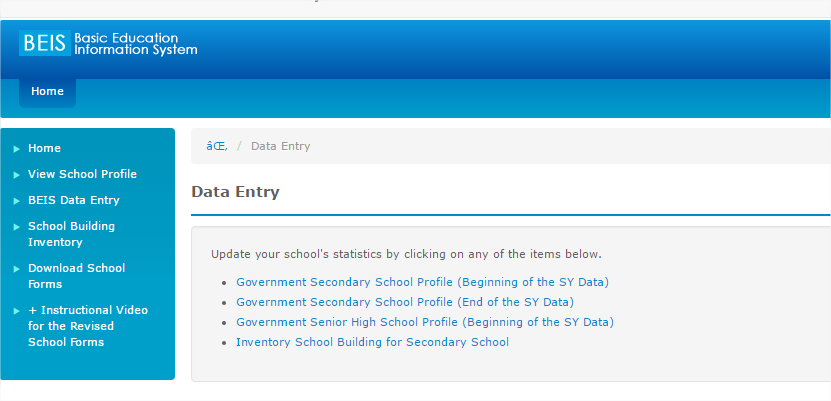 BEIS Basic Education
Information System
Home
Home
View School Profile
BEIS Data Entry
School Building
Inventory
Download School
Forms
+ Instructional Video
for the Revised
School Forms
âŒ‚ / Data Entry
Data Entry
Update your school's statistics by clicking on any of the items below.
Government Secondary School Profile (Beginning of the SY Data)
Government Secondary School Profile (End of the SY Data)
Government Senior High School Profile (Beginning of the SY Data)
Inventory School Building for Secondary School